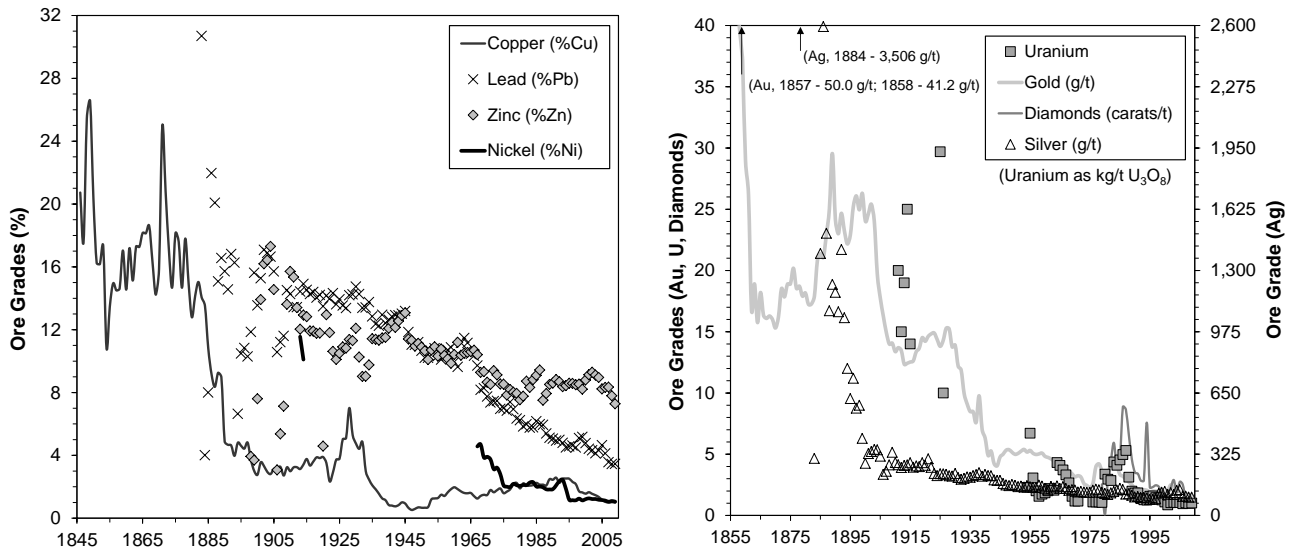 32
28
24
20
16
12
8
4
0
Ore Grades (%)
1845 1865 1885 1905 1925 1945 1965 1985 2005
Copper (%Cu)
Lead (%Pb)
Zinc (%Zn)
Nickel (%Ni)
40
35
30
25
20
15
10
5
0
Ore Grades (Au, U, Diamonds)
1855 1875 1895 1915 1935 1955 1975 1995
(Ag, 1884 - 3,506 g/t)
(Au, 1857 - 50.0 g/t; 1858 - 41.2 g/t)
Uranium
Gold (g/t)
Diamonds (carats/t)
Silver (g/t)
(Uranium as kg/t U₃O₈)
2,600
2,275
1,950
1,625
1,300
975
650
325
0
Ore Grade (Ag)